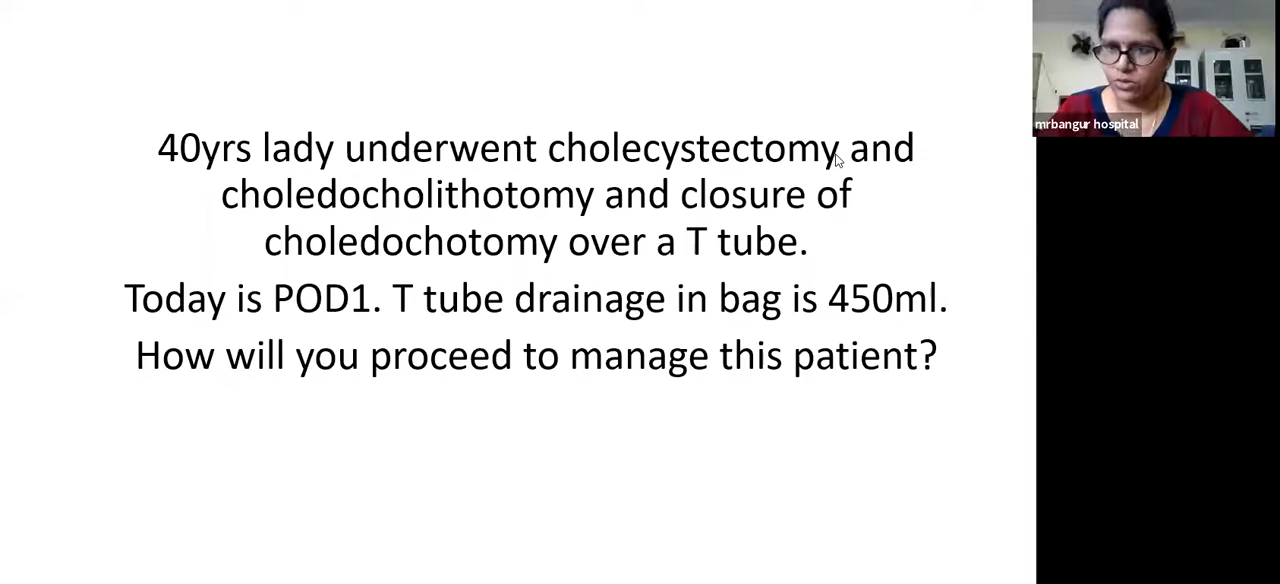 40yrs lady underwent cholecystectomy and
choledocholithotomy and closure of
choledochotomy over a T tube.
Today is POD1. T tube drainage in bag is 450ml.
How will you proceed to manage this patient?
mrbangur hospital